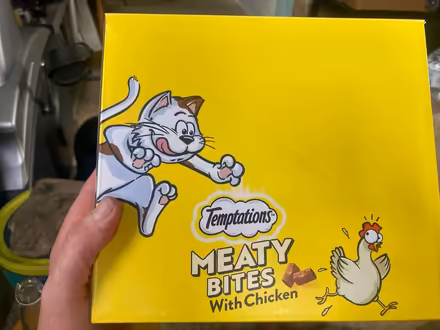 Temptations
MEATY
BITES
With Chicken